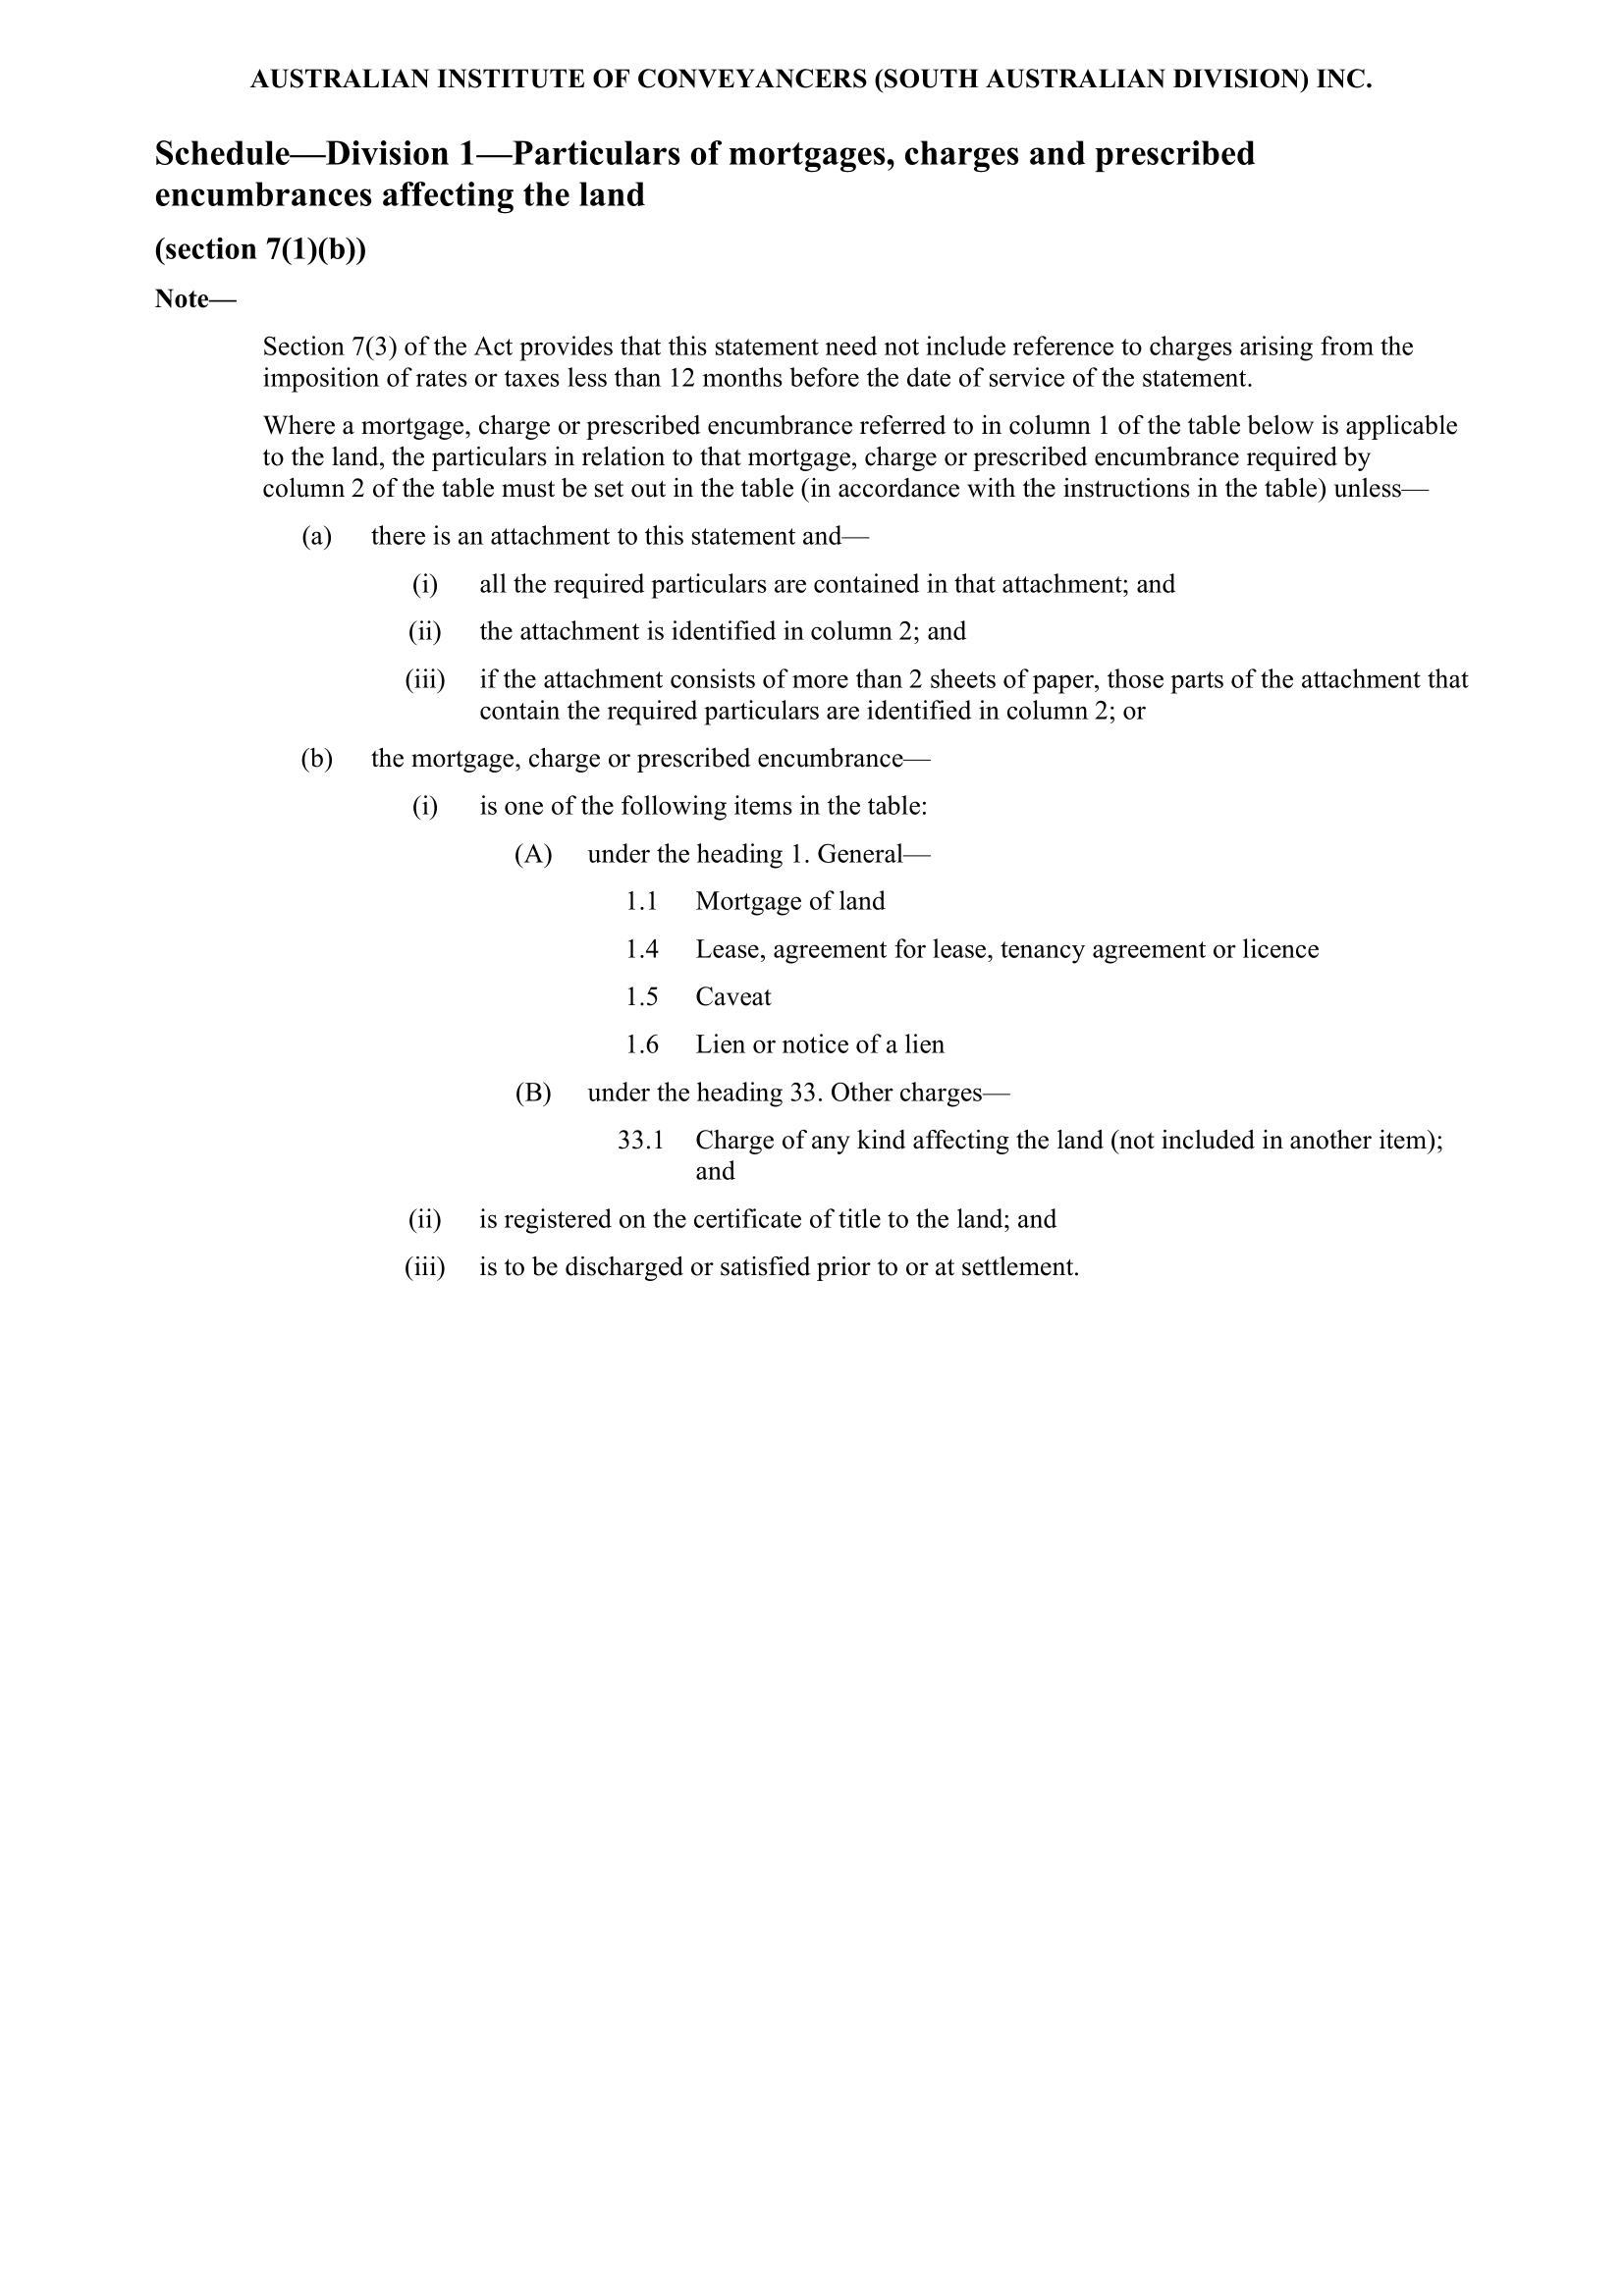 AUSTRALIAN INSTITUTE OF CONVEYANCERS (SOUTH AUSTRALIAN DIVISION) INC.
Schedule—Division 1—Particulars of mortgages, charges and prescribed
encumbrances affecting the land
(section 7(1)(b))
Note—
Section 7(3) of the Act provides that this statement need not include reference to charges arising from the
imposition of rates or taxes less than 12 months before the date of service of the statement.
Where a mortgage, charge or prescribed encumbrance referred to in column 1 of the table below is applicable
to the land, the particulars in relation to that mortgage, charge or prescribed encumbrance required by
column 2 of the table must be set out in the table (in accordance with the instructions in the table) unless—
(a) there is an attachment to this statement and—
(i) all the required particulars are contained in that attachment; and
(ii) the attachment is identified in column 2; and
(iii) if the attachment consists of more than 2 sheets of paper, those parts of the attachment that
contain the required particulars are identified in column 2; or
(b) the mortgage, charge or prescribed encumbrance—
(i) is one of the following items in the table:
(A) under the heading 1. General—
1.1 Mortgage of land
1.4 Lease, agreement for lease, tenancy agreement or licence
1.5 Caveat
1.6 Lien or notice of a lien
(B) under the heading 33. Other charges—
33.1 Charge of any kind affecting the land (not included in another item);
and
(ii) is registered on the certificate of title to the land; and
(iii) is to be discharged or satisfied prior to or at settlement.